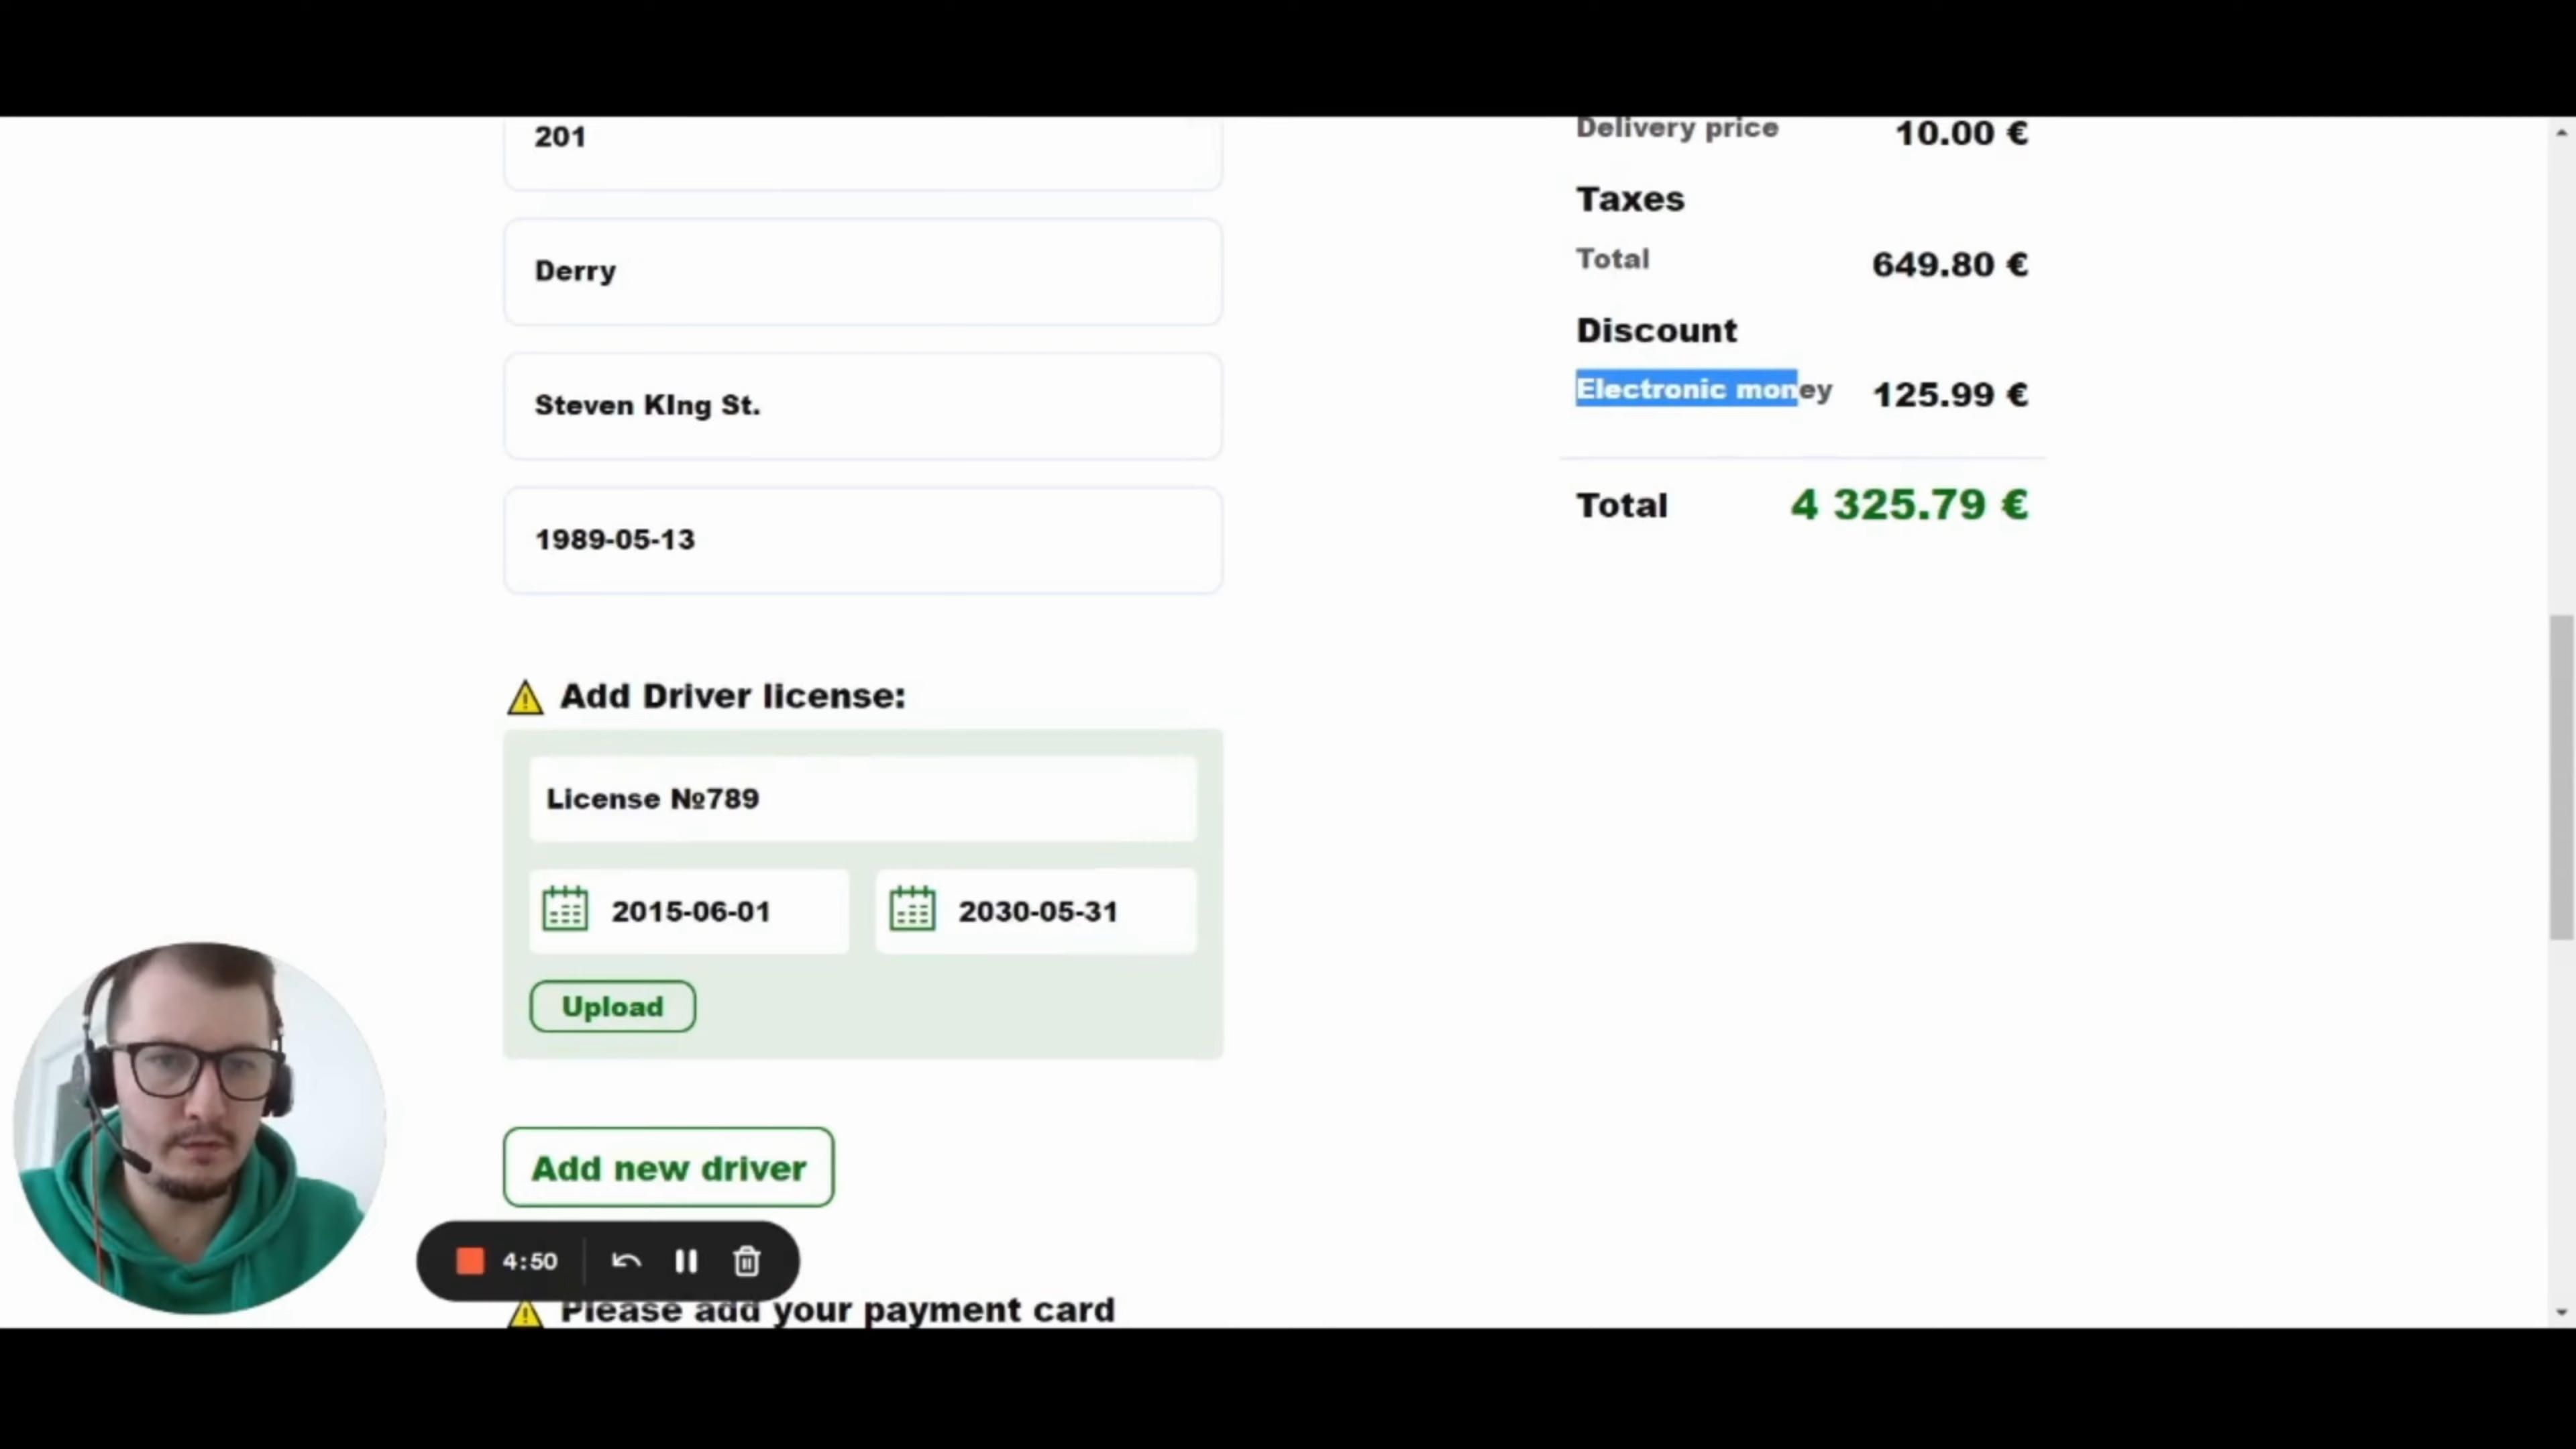 201
Derry
Steven KIng St.
1989-05-13
Add Driver license:
License №789
2015-06-01
2030-05-31
Upload
Add new driver
4:50
Please add your payment card
Delivery price 10.00 €
Taxes
Total 649.80 €
Discount
Electronic money 125.99 €
Total 4 325.79 €